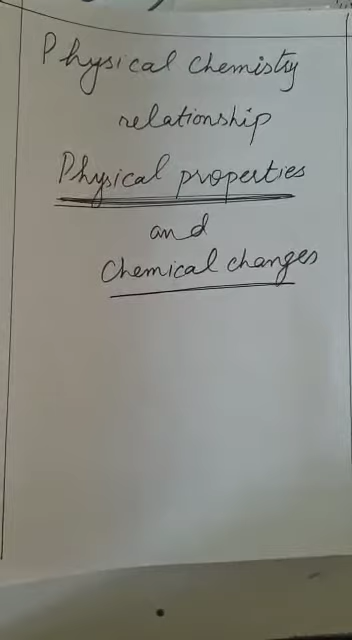 Physical chemistry
relationship
Physical properties
and
Chemical changes